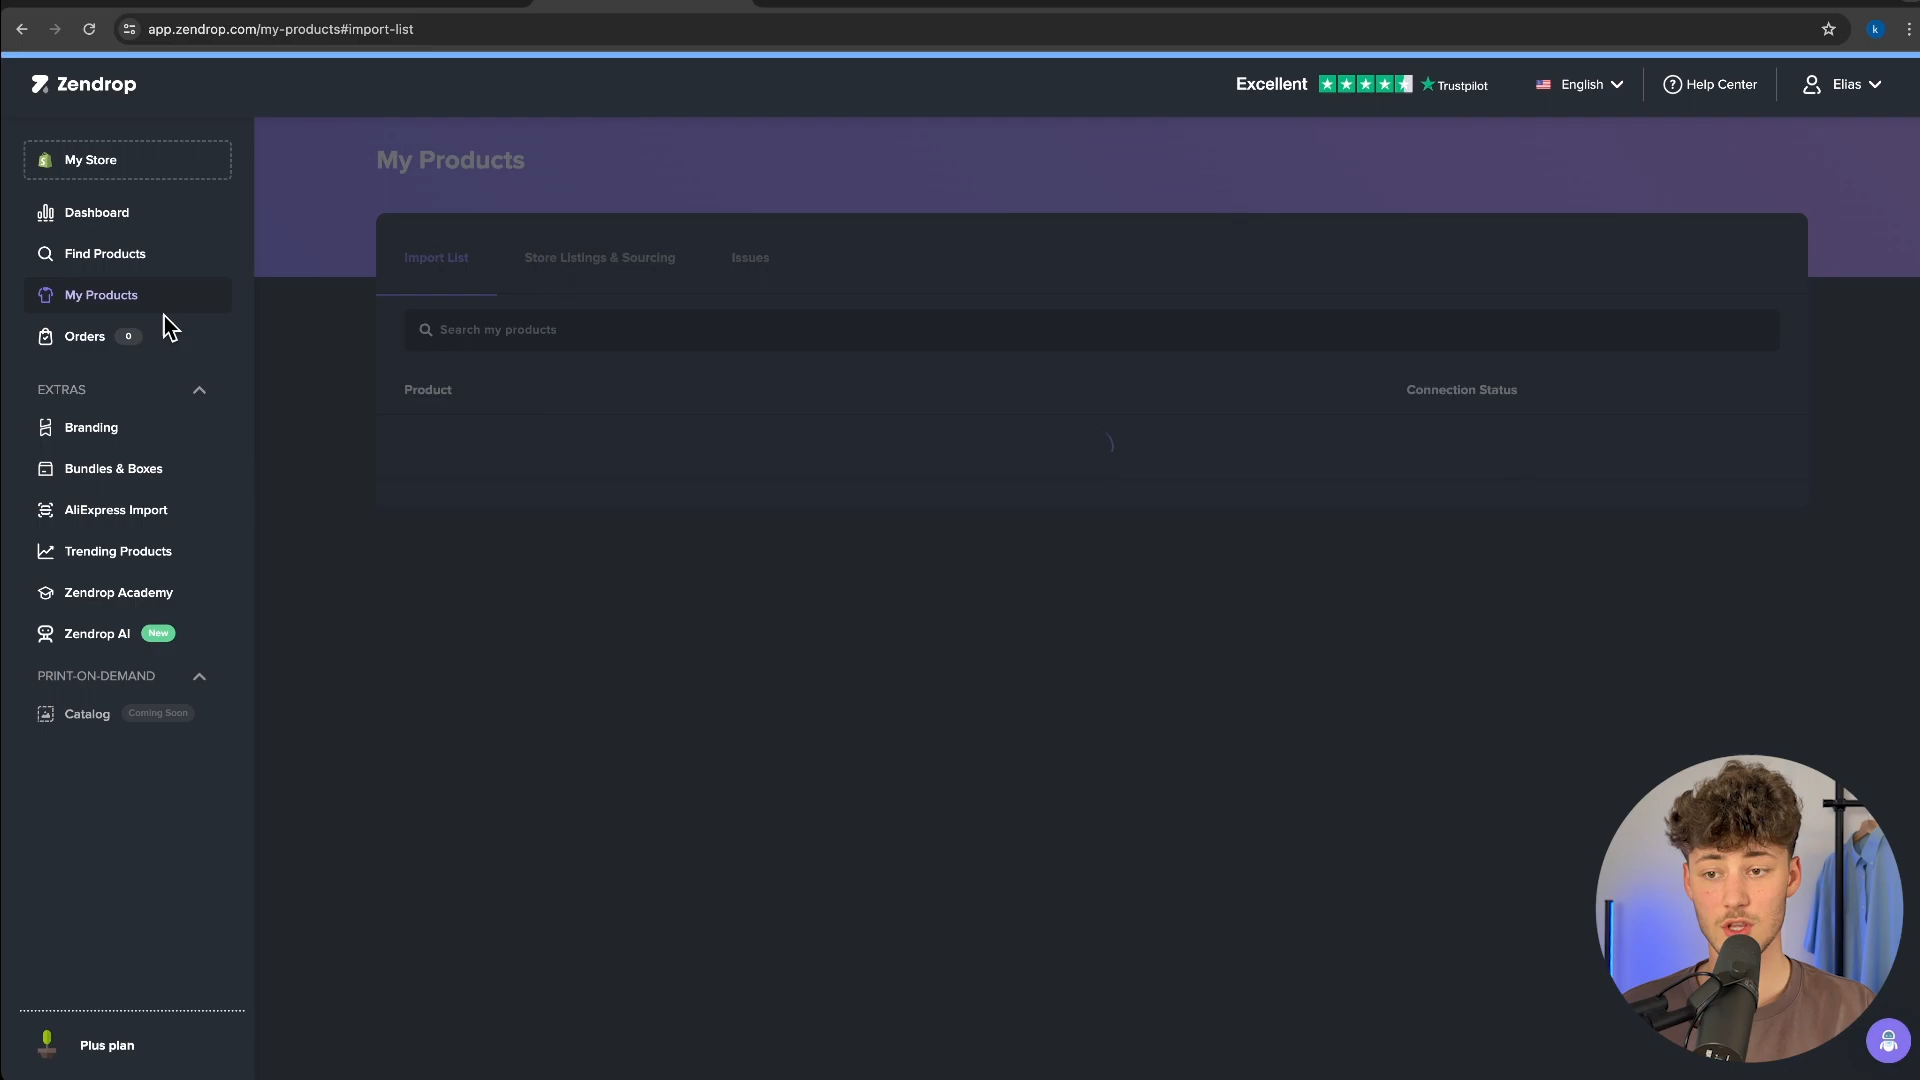 app.zendrop.com/my-products#import-list
k
Zendrop
Excellent
Trustpilot
English
Help Center
Elias
My Store
Dashboard
Find Products
My Products
Orders 0
EXTRAS
Branding
Bundles & Boxes
AliExpress Import
Trending Products
Zendrop Academy
Zendrop AI New
PRINT-ON-DEMAND
Catalog Coming Soon
Plus plan
My Products
Import List Store Listings & Sourcing Issues
Search my products
Product Connection Status